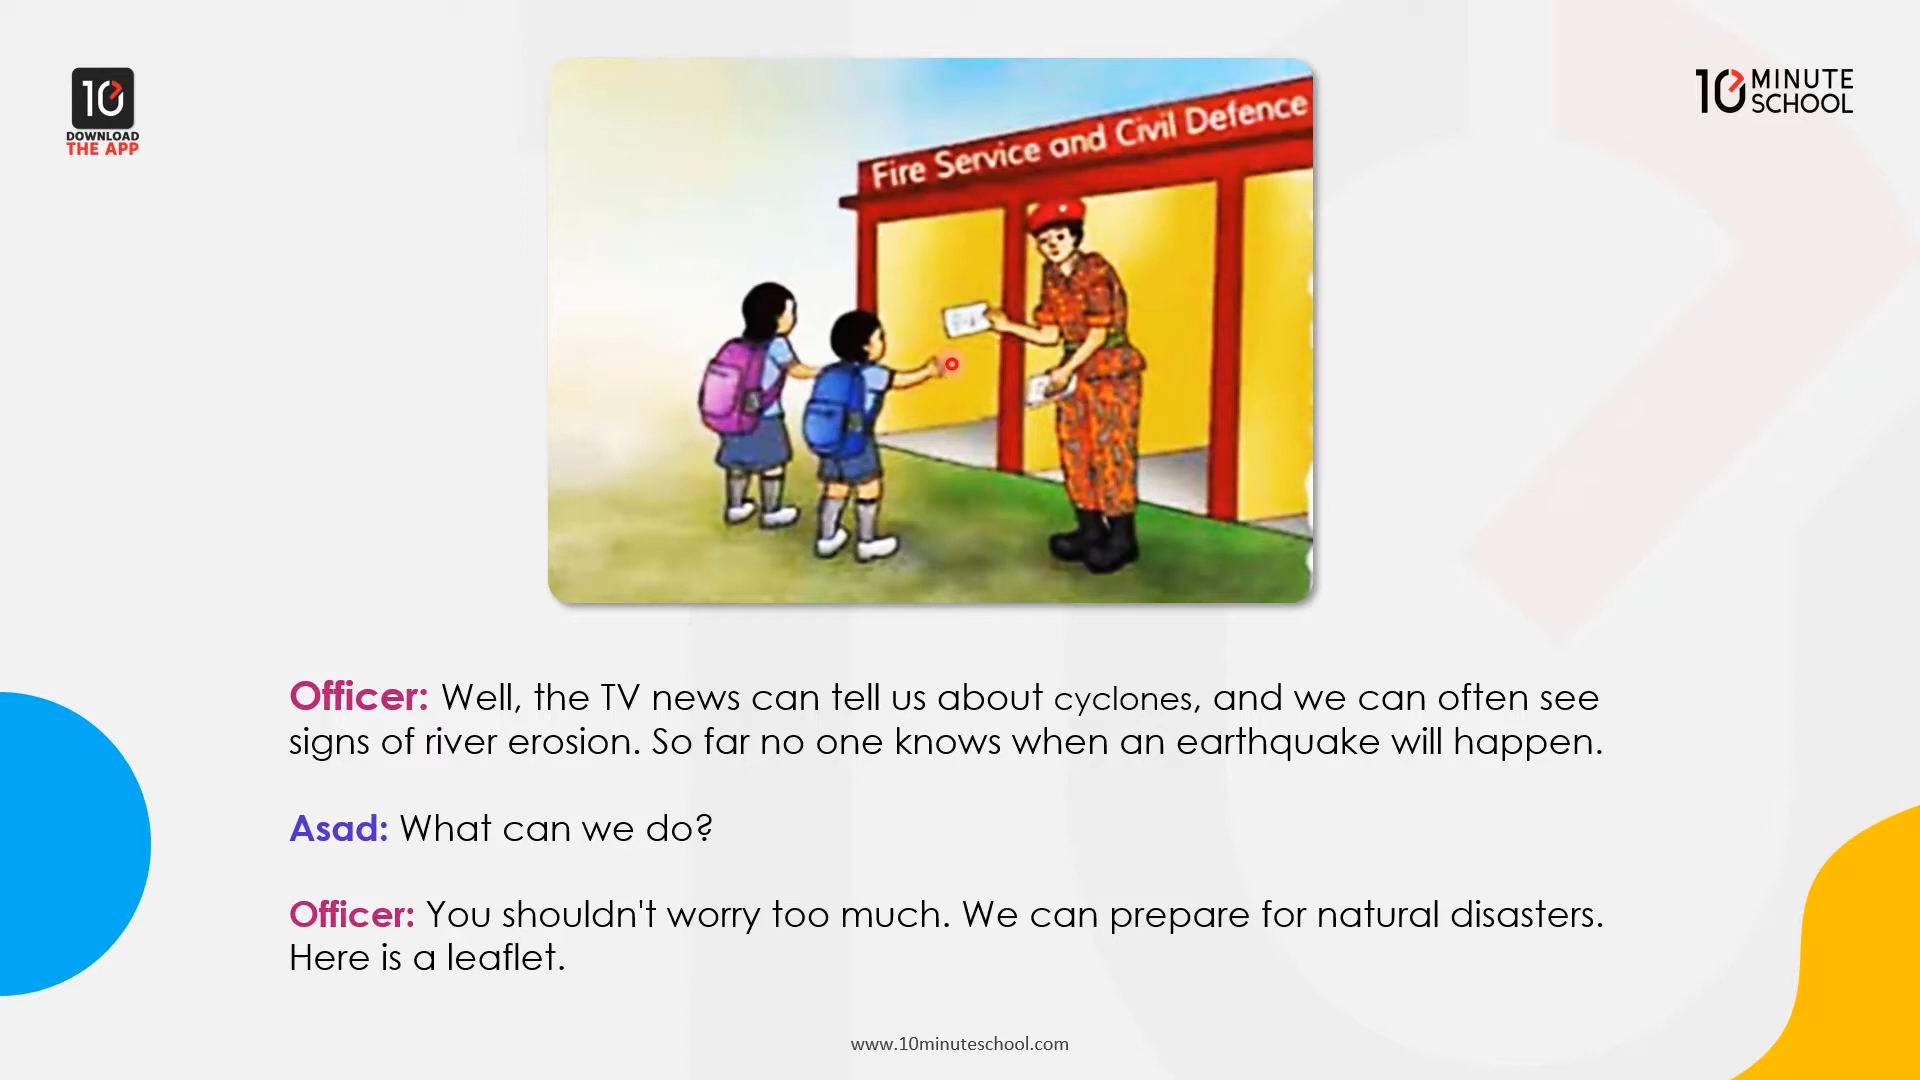 10
DOWNLOAD
THE APP
10 MINUTE
SCHOOL
Fire Service and Civil Defence
Officer: Well, the TV news can tell us about cyclones, and we can often see
signs of river erosion. So far no one knows when an earthquake will happen.
Asad: What can we do?
Officer: You shouldn't worry too much. We can prepare for natural disasters.
Here is a leaflet.
www.10minuteschool.com